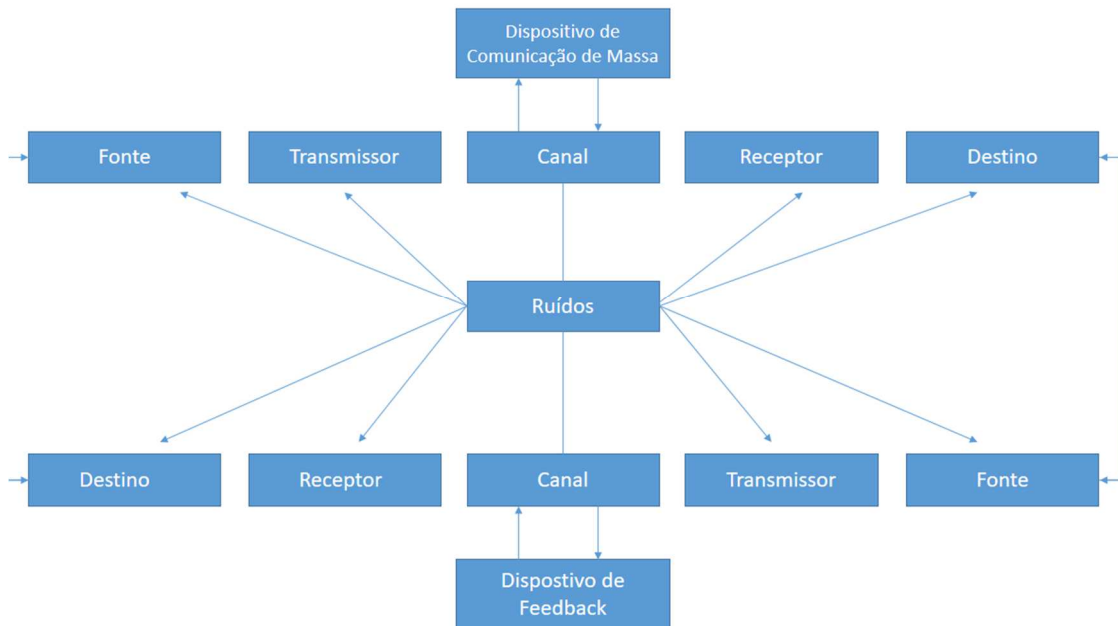 Dispositivo de
Comunicação de Massa
Fonte
Transmissor
Canal
Receptor
Destino
Ruídos
Destino
Receptor
Canal
Transmissor
Fonte
Dispostivo de
Feedback